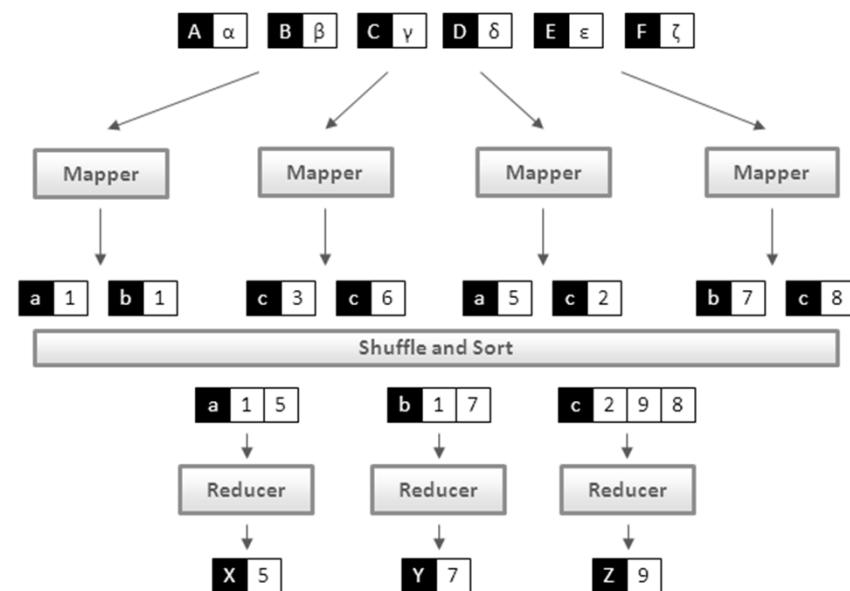 A α B β C γ D δ E ε F ζ
Mapper Mapper Mapper Mapper
a 1 b 1 c 3 c 6 a 5 c 2 b 7 c 8
Shuffle and Sort
a 1 5 b 1 7 c 2 9 8
Reducer Reducer Reducer
X 5 Y 7 Z 9